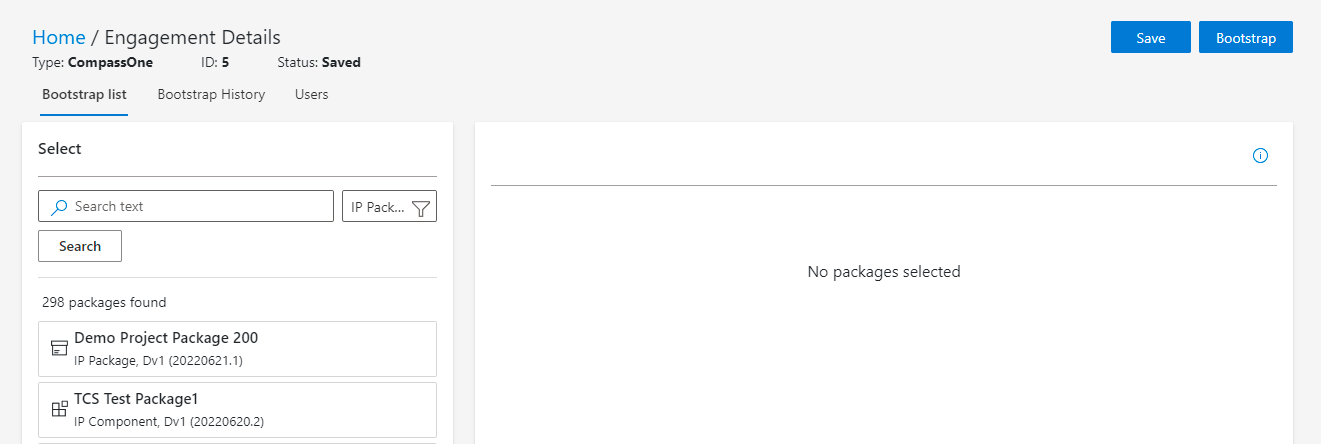 Home / Engagement Details
Save
Bootstrap
Type: CompassOne ID: 5 Status: Saved
Bootstrap list Bootstrap History Users
Select
Search text
IP Pack...
Search
298 packages found
Demo Project Package 200
IP Package, Dv1 (20220621.1)
TCS Test Package1
IP Component, Dv1 (20220620.2)
No packages selected